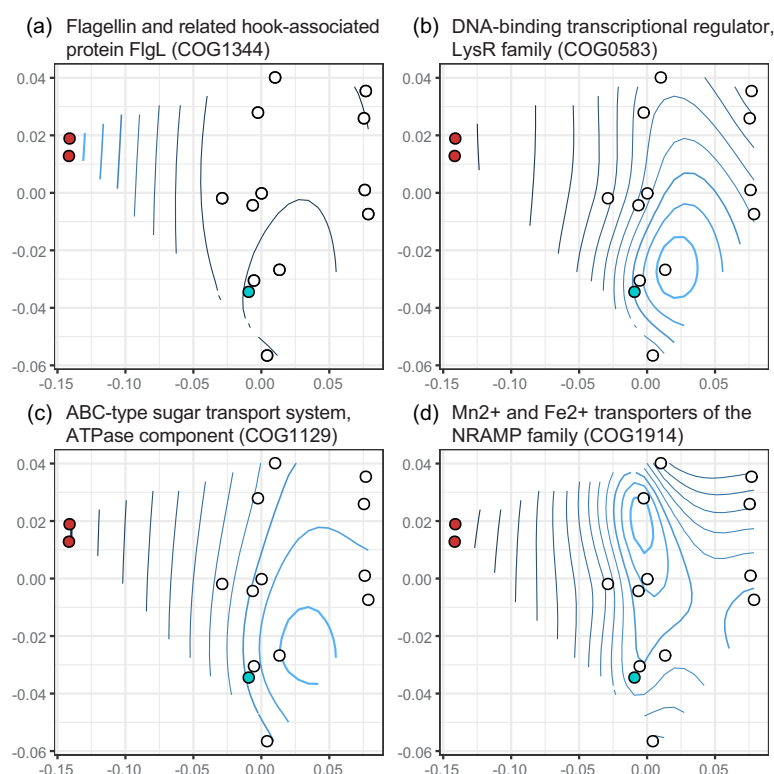 (a) Flagellin and related hook-associated
protein FlgL (COG1344)
(b) DNA-binding transcriptional regulator,
LysR family (COG0583)
0.04
0.02
0.00
-0.02
-0.04
-0.06
-0.15 -0.10 -0.05 0.00 0.05
0.04
0.02
0.00
-0.02
-0.04
-0.06
-0.15 -0.10 -0.05 0.00 0.05
(c) ABC-type sugar transport system,
ATPase component (COG1129)
(d) Mn2+ and Fe2+ transporters of the
NRAMP family (COG1914)
0.04
0.02
0.00
-0.02
-0.04
-0.06
-0.15 -0.10 -0.05 0.00 0.05
0.04
0.02
0.00
-0.02
-0.04
-0.06
-0.15 -0.10 -0.05 0.00 0.05